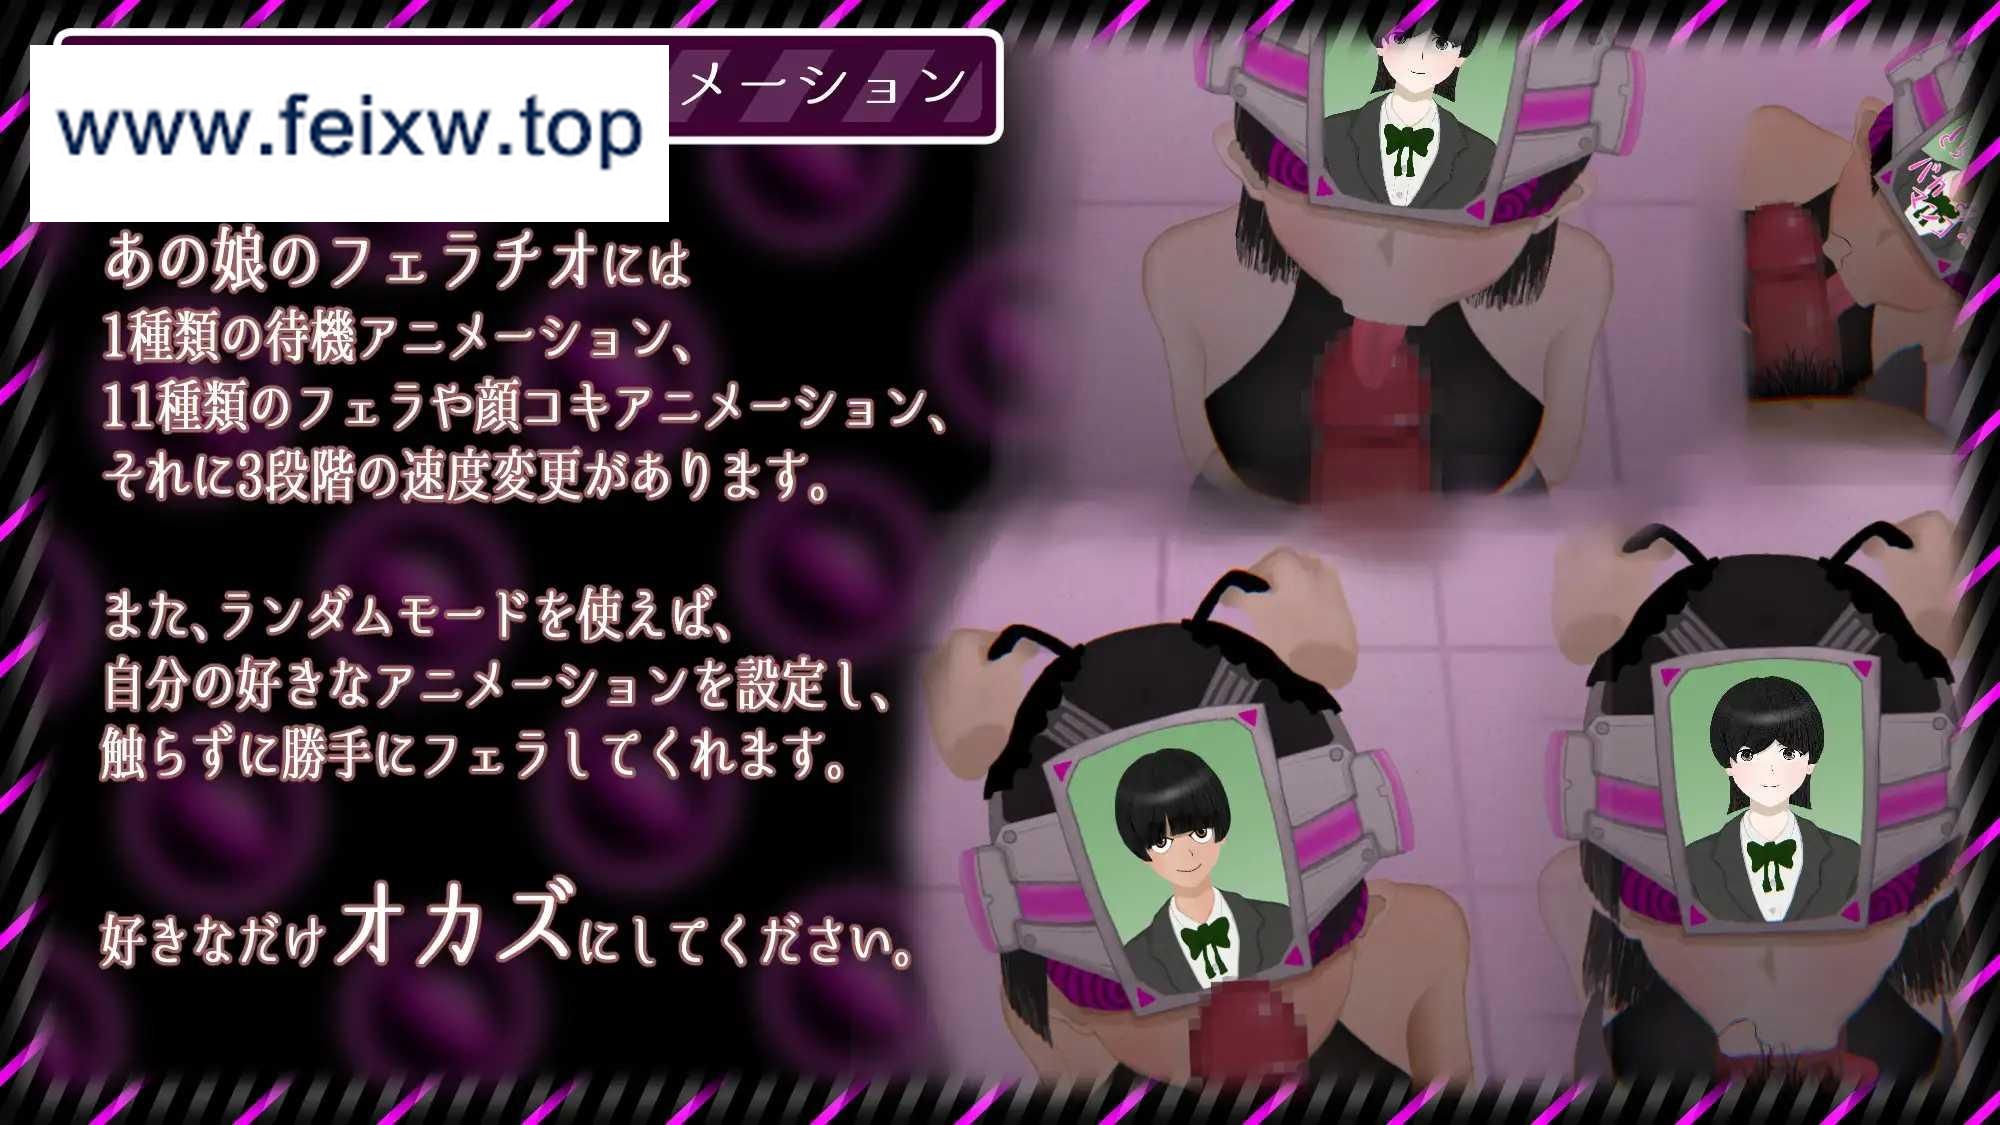 www.feixw.top
メーション
あの娘のフェラチオには
1種類の待機アニメーション、
11種類のフェラや顔コキアニメーション、
それに3段階の速度変更があります。
また、ランダムモードを使えば、
自分の好きなアニメーションを設定し、
触らずに勝手にフェラしてくれます。
好きなだけオカズにしてください。